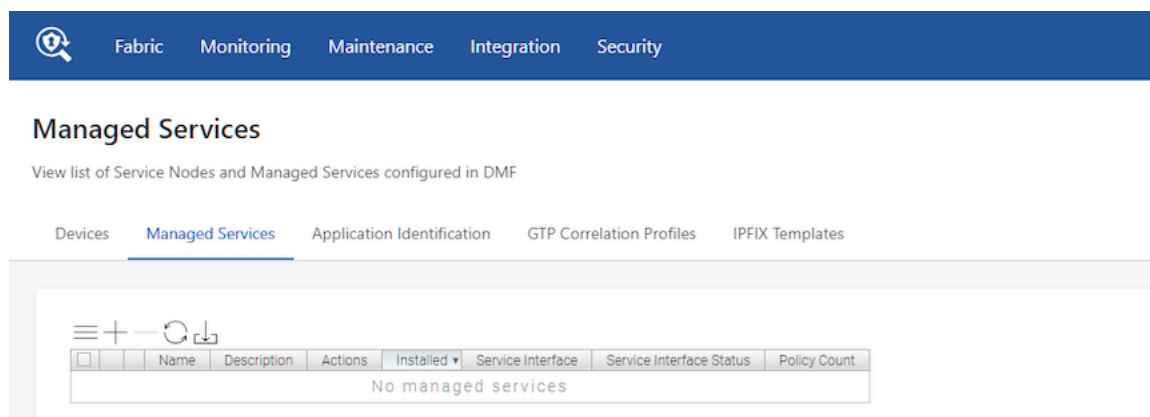 Fabric Monitoring Maintenance Integration Security
Managed Services
View list of Service Nodes and Managed Services configured in DMF
Devices Managed Services Application Identification GTP Correlation Profiles IPFIX Templates
Name Description Actions Installed Service Interface Service Interface Status Policy Count
No managed services